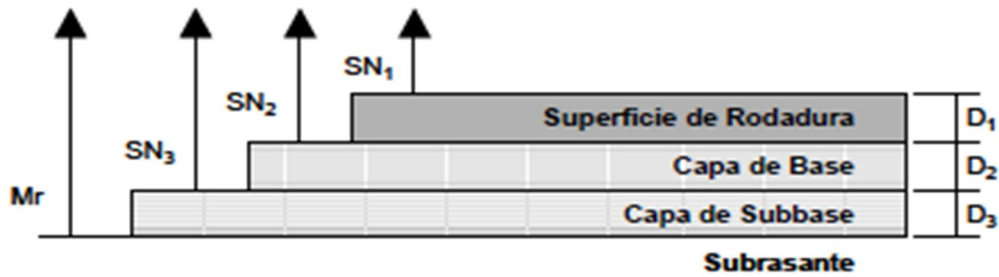 SN₁
Superficie de Rodadura
D₁
SN₂
Capa de Base
D₂
SN₃
Mr
Capa de Subbase
D₃
Subrasante